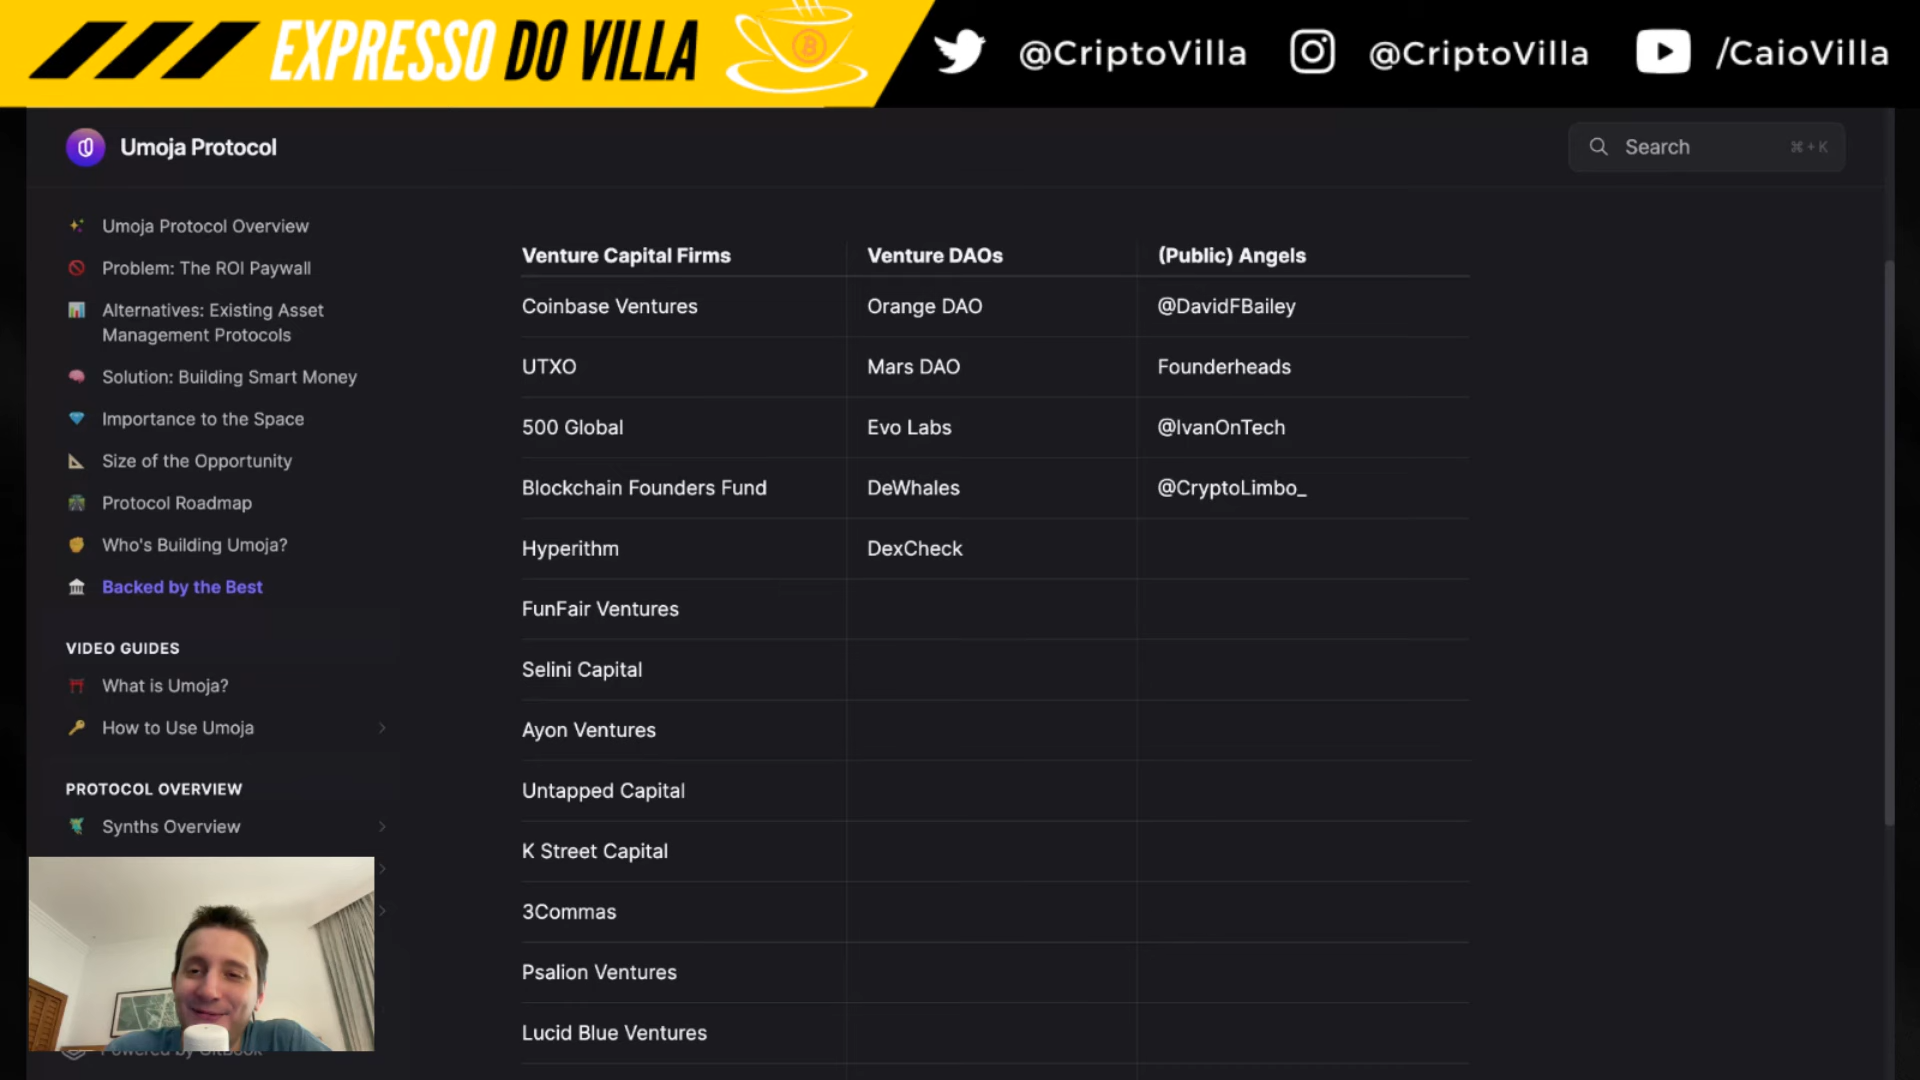 EXPRESSO DO VILLA
@CriptoVilla
@CriptoVilla
/CaioVilla
Umoja Protocol
Search
⌘ + K
Umoja Protocol Overview
Problem: The ROI Paywall
Alternatives: Existing Asset
Management Protocols
Solution: Building Smart Money
Importance to the Space
Size of the Opportunity
Protocol Roadmap
Who's Building Umoja?
Backed by the Best
VIDEO GUIDES
What is Umoja?
How to Use Umoja
PROTOCOL OVERVIEW
Synths Overview
Powered by GitBook
Venture Capital Firms
Venture DAOs
(Public) Angels
Coinbase Ventures
Orange DAO
@DavidFBailey
UTXO
Mars DAO
Founderheads
500 Global
Evo Labs
@IvanOnTech
Blockchain Founders Fund
DeWhales
@CryptoLimbo_
Hyperithm
DexCheck
FunFair Ventures
Selini Capital
Ayon Ventures
Untapped Capital
K Street Capital
3Commas
Psalion Ventures
Lucid Blue Ventures